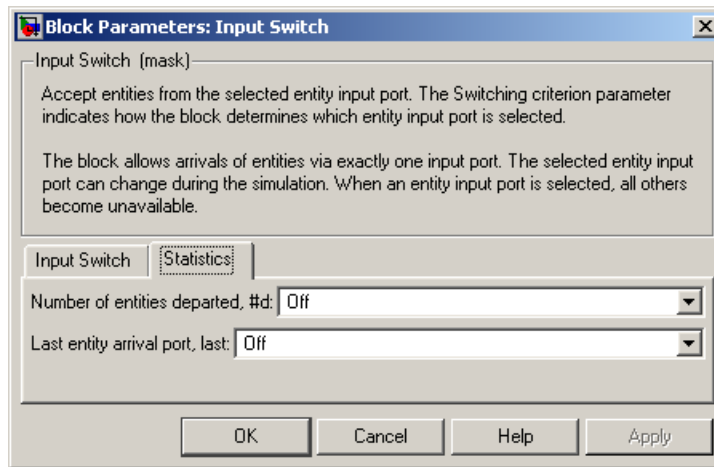 Block Parameters: Input Switch
Input Switch (mask)
Accept entities from the selected entity input port. The Switching criterion parameter
indicates how the block determines which entity input port is selected.
The block allows arrivals of entities via exactly one input port. The selected entity input
port can change during the simulation. When an entity input port is selected, all others
become unavailable.
Input Switch Statistics
Number of entities departed, #d: Off
Last entity arrival port, last: Off
OK Cancel Help Apply